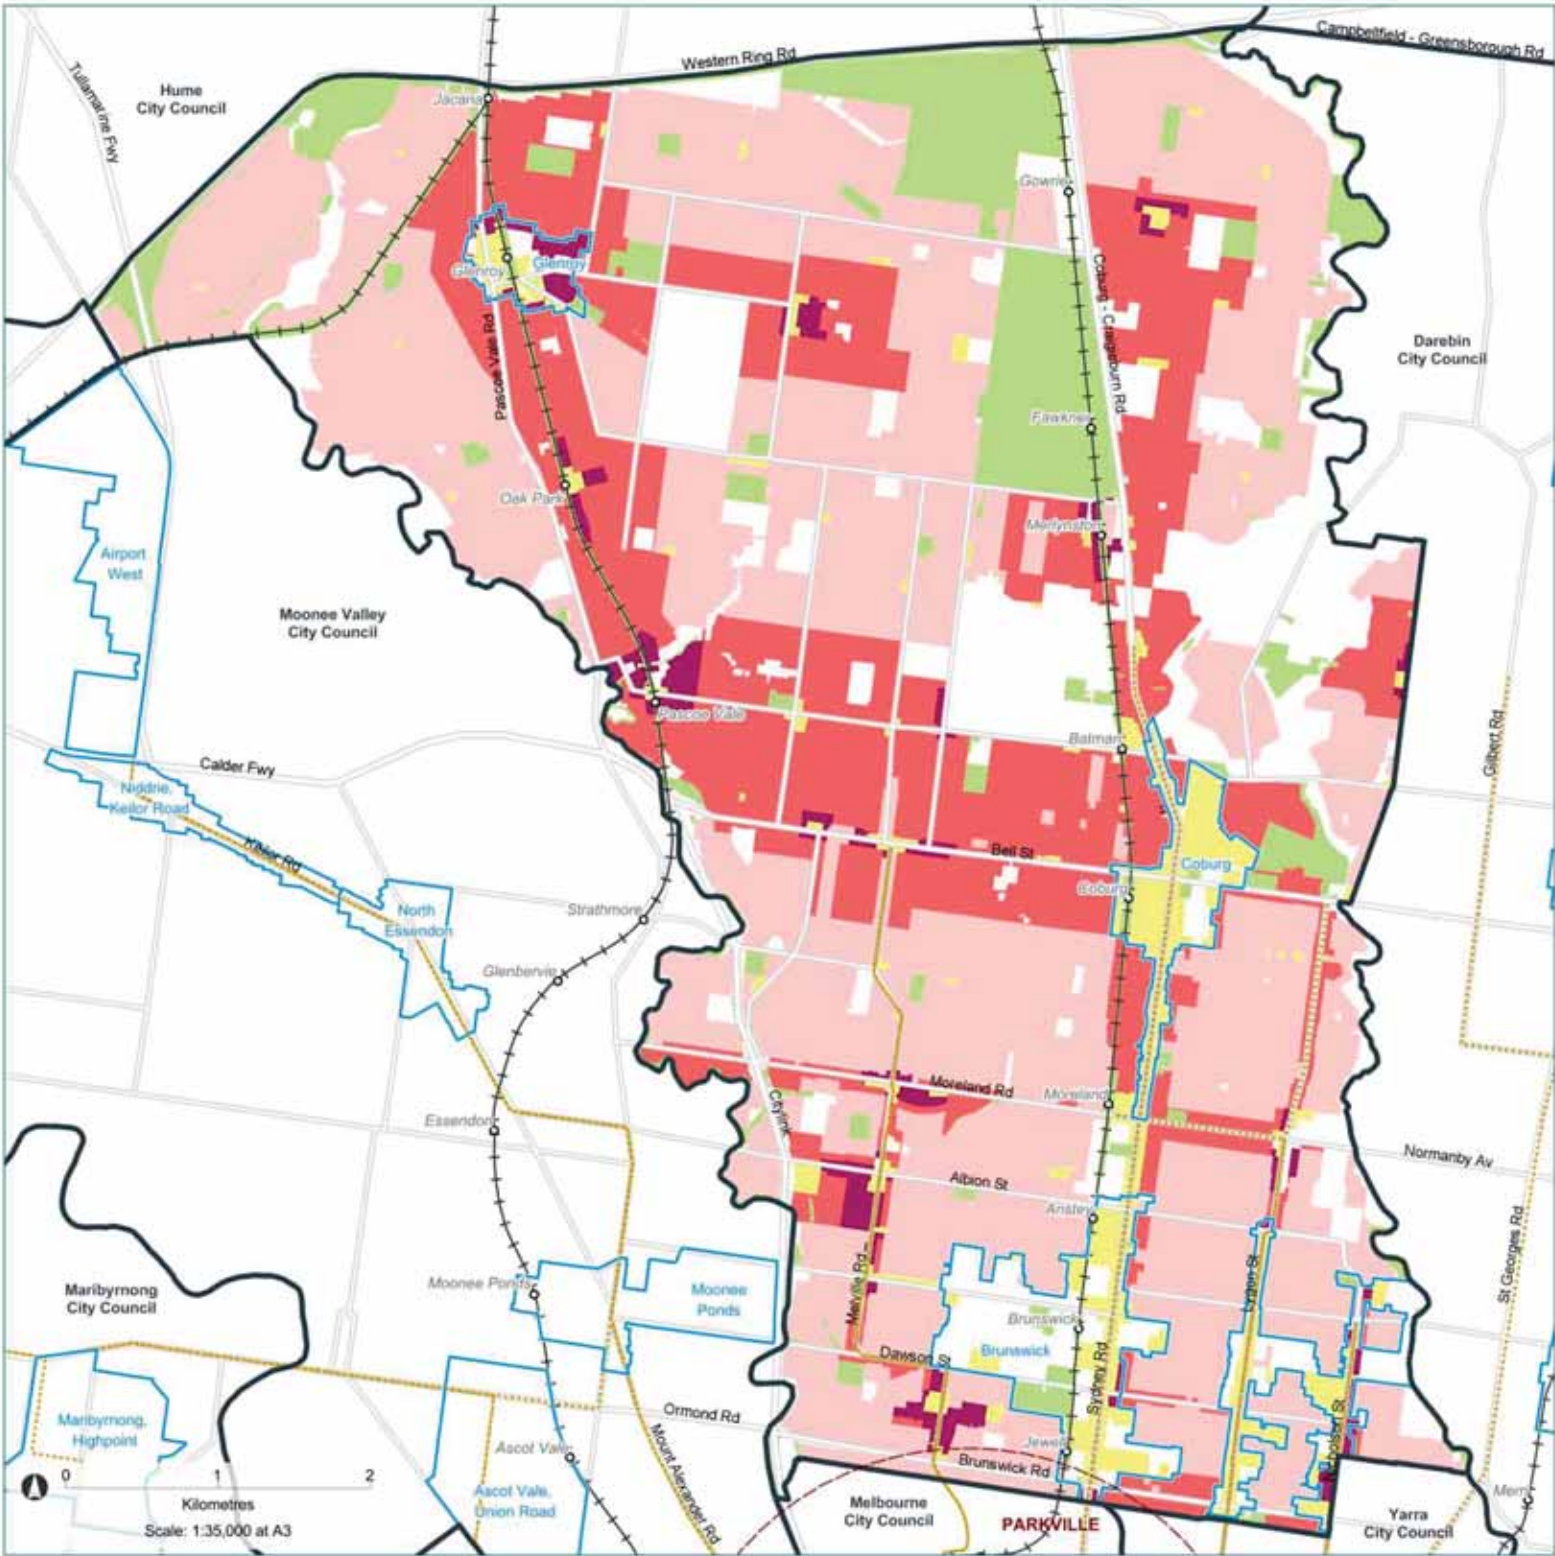 Campbellfield - Greensborough Rd
Western Ring Rd
Tullamarine Fwy
Hume
City Council
Jacana
Gowrie
Glenroy
Glenroy
Coburg - Craigieburn Rd
Pascoe Vale Rd
Darebin
City Council
Fawkner
Oak Park
Merlynston
Airport
West
Moonee Valley
City Council
Pascoe Vale
Batman
Gilbert Rd
Calder Fwy
Niddrie,
Keilor Road
Keilor Rd
Bell St
Coburg
Coburg
North
Essendon
Strathmore
Glenbervie
Moreland Rd
Moreland
Citylink
Essendon
Normanby Av
Albion St
Anstey
St Georges Rd
Melville Rd
Lygon St
Maribyrnong
City Council
Moonee Ponds
Moonee
Ponds
Brunswick
Brunswick
Dawson St
Sydney Rd
Nicholson St
Maribyrnong,
Highpoint
Ormond Rd
Mount Alexander Rd
Ascot Vale
Jewell
Brunswick Rd
0 1 2
Kilometres
Scale: 1:35,000 at A3
Ascot Vale,
Union Road
Melbourne
City Council
PARKVILLE
Yarra
City Council
Merri